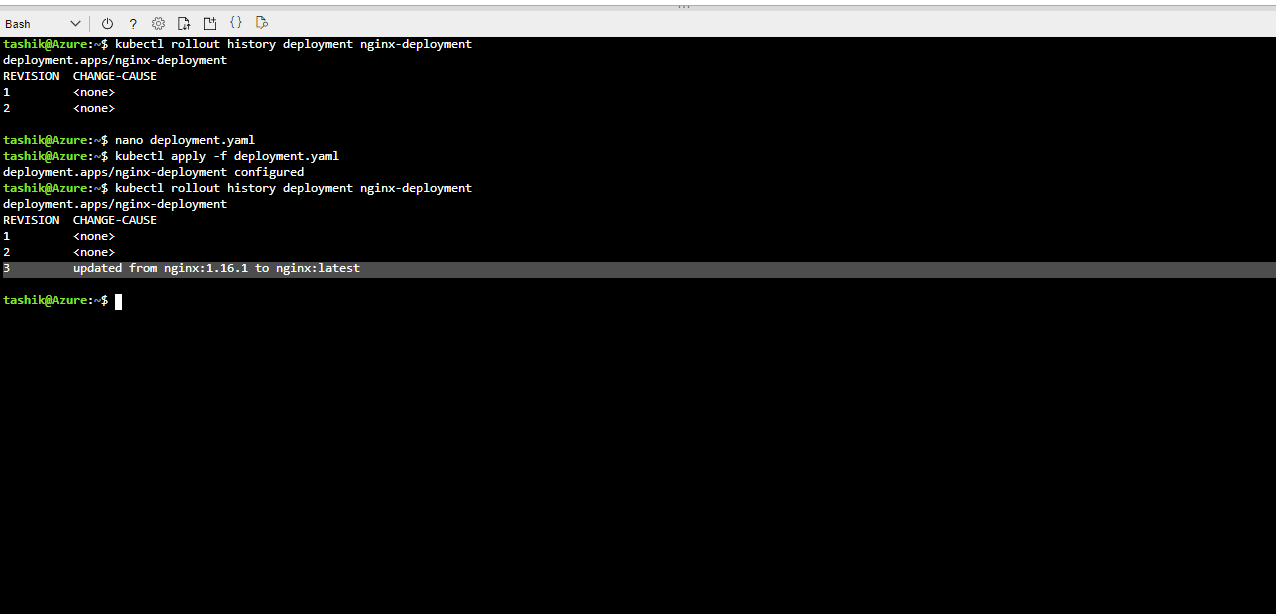 Bash
tashik@Azure:~$ kubectl rollout history deployment nginx-deployment
deployment.apps/nginx-deployment
REVISION  CHANGE-CAUSE
1         <none>
2         <none>
tashik@Azure:~$ nano deployment.yaml
tashik@Azure:~$ kubectl apply -f deployment.yaml
deployment.apps/nginx-deployment configured
tashik@Azure:~$ kubectl rollout history deployment nginx-deployment
deployment.apps/nginx-deployment
REVISION  CHANGE-CAUSE
1         <none>
2         <none>
3         updated from nginx:1.16.1 to nginx:latest
tashik@Azure:~$